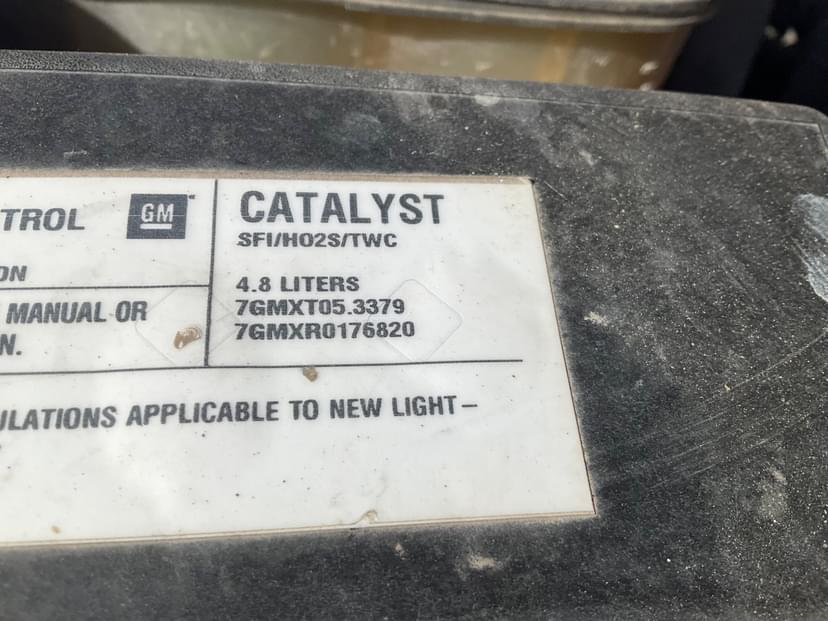 TROL GM CATALYST
SFI/HO2S/TWC
ON
4.8 LITERS
MANUAL OR 7GMXT05.3379
N. 7GMXR0176820
ULATIONS APPLICABLE TO NEW LIGHT–